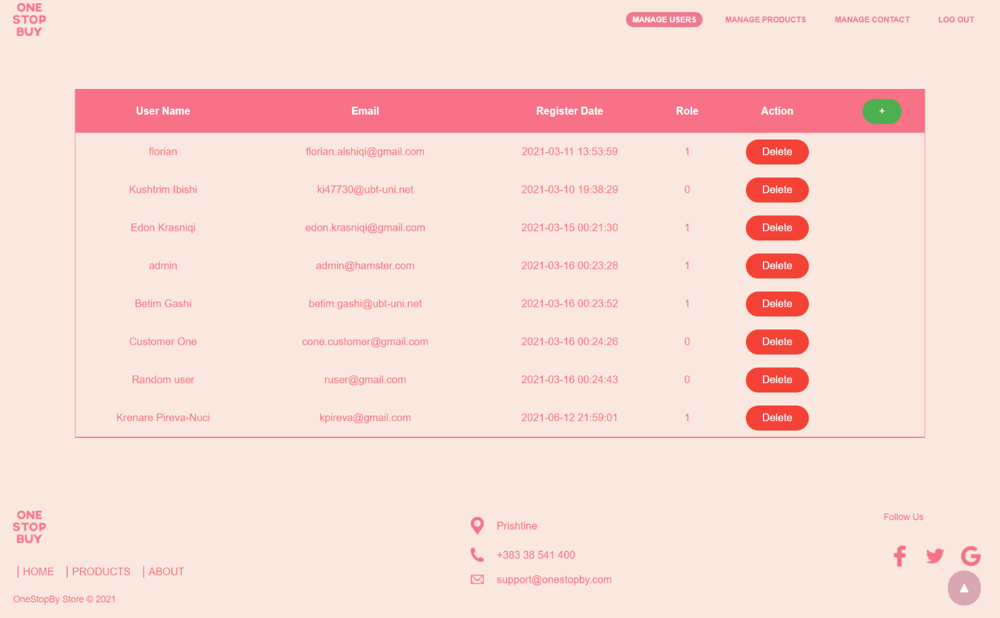 ONE
STOP
BUY
MANAGE USERS MANAGE PRODUCTS MANAGE CONTACT LOG OUT
User Name Email Register Date Role Action +
florian florian.alshiqi@gmail.com 2021-03-11 13:53:59 1 Delete
Kushtrim Ibishi ki47730@ubt-uni.net 2021-03-10 19:38:29 0 Delete
Edon Krasniqi edon.krasniqi@gmail.com 2021-03-15 00:21:30 1 Delete
admin admin@hamster.com 2021-03-16 00:23:28 1 Delete
Betim Gashi betim.gashi@ubt-uni.net 2021-03-16 00:23:52 1 Delete
Customer One cone.customer@gmail.com 2021-03-16 00:24:26 0 Delete
Random user ruser@gmail.com 2021-03-16 00:24:43 0 Delete
Krenare Pireva-Nuci kpireva@gmail.com 2021-06-12 21:59:01 1 Delete
ONE
STOP
BUY
| HOME | PRODUCTS | ABOUT
OneStopBy Store © 2021
Prishtine
+383 38 541 400
support@onestopby.com
Follow Us